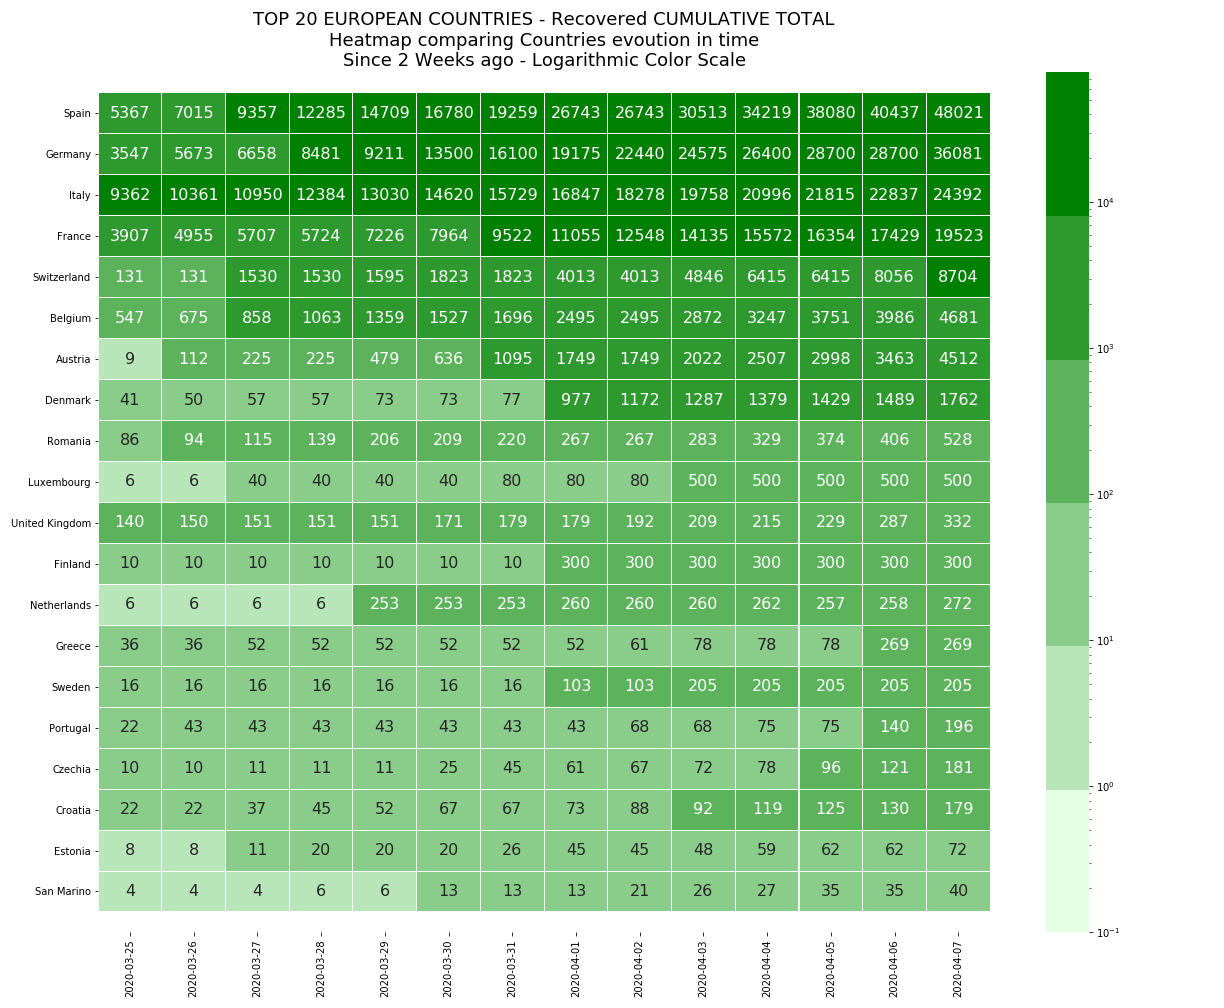 TOP 20 EUROPEAN COUNTRIES - Recovered CUMULATIVE TOTAL
Heatmap comparing Countries evoution in time
Since 2 Weeks ago - Logarithmic Color Scale
Spain 5367 7015 9357 12285 14709 16780 19259 26743 26743 30513 34219 38080 40437 48021
Germany 3547 5673 6658 8481 9211 13500 16100 19175 22440 24575 26400 28700 28700 36081
Italy 9362 10361 10950 12384 13030 14620 15729 16847 18278 19758 20996 21815 22837 24392
France 3907 4955 5707 5724 7226 7964 9522 11055 12548 14135 15572 16354 17429 19523
Switzerland 131 131 1530 1530 1595 1823 1823 4013 4013 4846 6415 6415 8056 8704
Belgium 547 675 858 1063 1359 1527 1696 2495 2495 2872 3247 3751 3986 4681
Austria 9 112 225 225 479 636 1095 1749 1749 2022 2507 2998 3463 4512
Denmark 41 50 57 57 73 73 77 977 1172 1287 1379 1429 1489 1762
Romania 86 94 115 139 206 209 220 267 267 283 329 374 406 528
Luxembourg 6 6 40 40 40 40 80 80 80 500 500 500 500 500
United Kingdom 140 150 151 151 151 171 179 179 192 209 215 229 287 332
Finland 10 10 10 10 10 10 10 300 300 300 300 300 300 300
Netherlands 6 6 6 6 253 253 253 260 260 260 262 257 258 272
Greece 36 36 52 52 52 52 52 52 61 78 78 78 269 269
Sweden 16 16 16 16 16 16 16 103 103 205 205 205 205 205
Portugal 22 43 43 43 43 43 43 43 68 68 75 75 140 196
Czechia 10 10 11 11 11 25 45 61 67 72 78 96 121 181
Croatia 22 22 37 45 52 67 67 73 88 92 119 125 130 179
Estonia 8 8 11 20 20 20 26 45 45 48 59 62 62 72
San Marino 4 4 4 6 6 13 13 13 21 26 27 35 35 40
2020-03-25 2020-03-26 2020-03-27 2020-03-28 2020-03-29 2020-03-30 2020-03-31 2020-04-01 2020-04-02 2020-04-03 2020-04-04 2020-04-05 2020-04-06 2020-04-07
10⁴
10³
10²
10¹
10⁰
10⁻¹